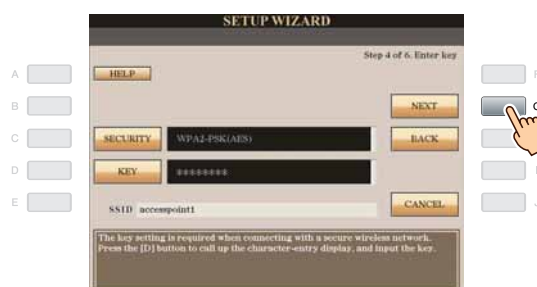 SETUP WIZARD
Step 4 of 6. Enter key
A
HELP
F
B
NEXT
G
C
SECURITY
WPA2-PSK(AES)
BACK
D
KEY
********
I
E
SSID
accesspoint1
CANCEL
J
The key setting is required when connecting with a secure wireless network.
Press the [D] button to call up the character-entry display, and input the key.